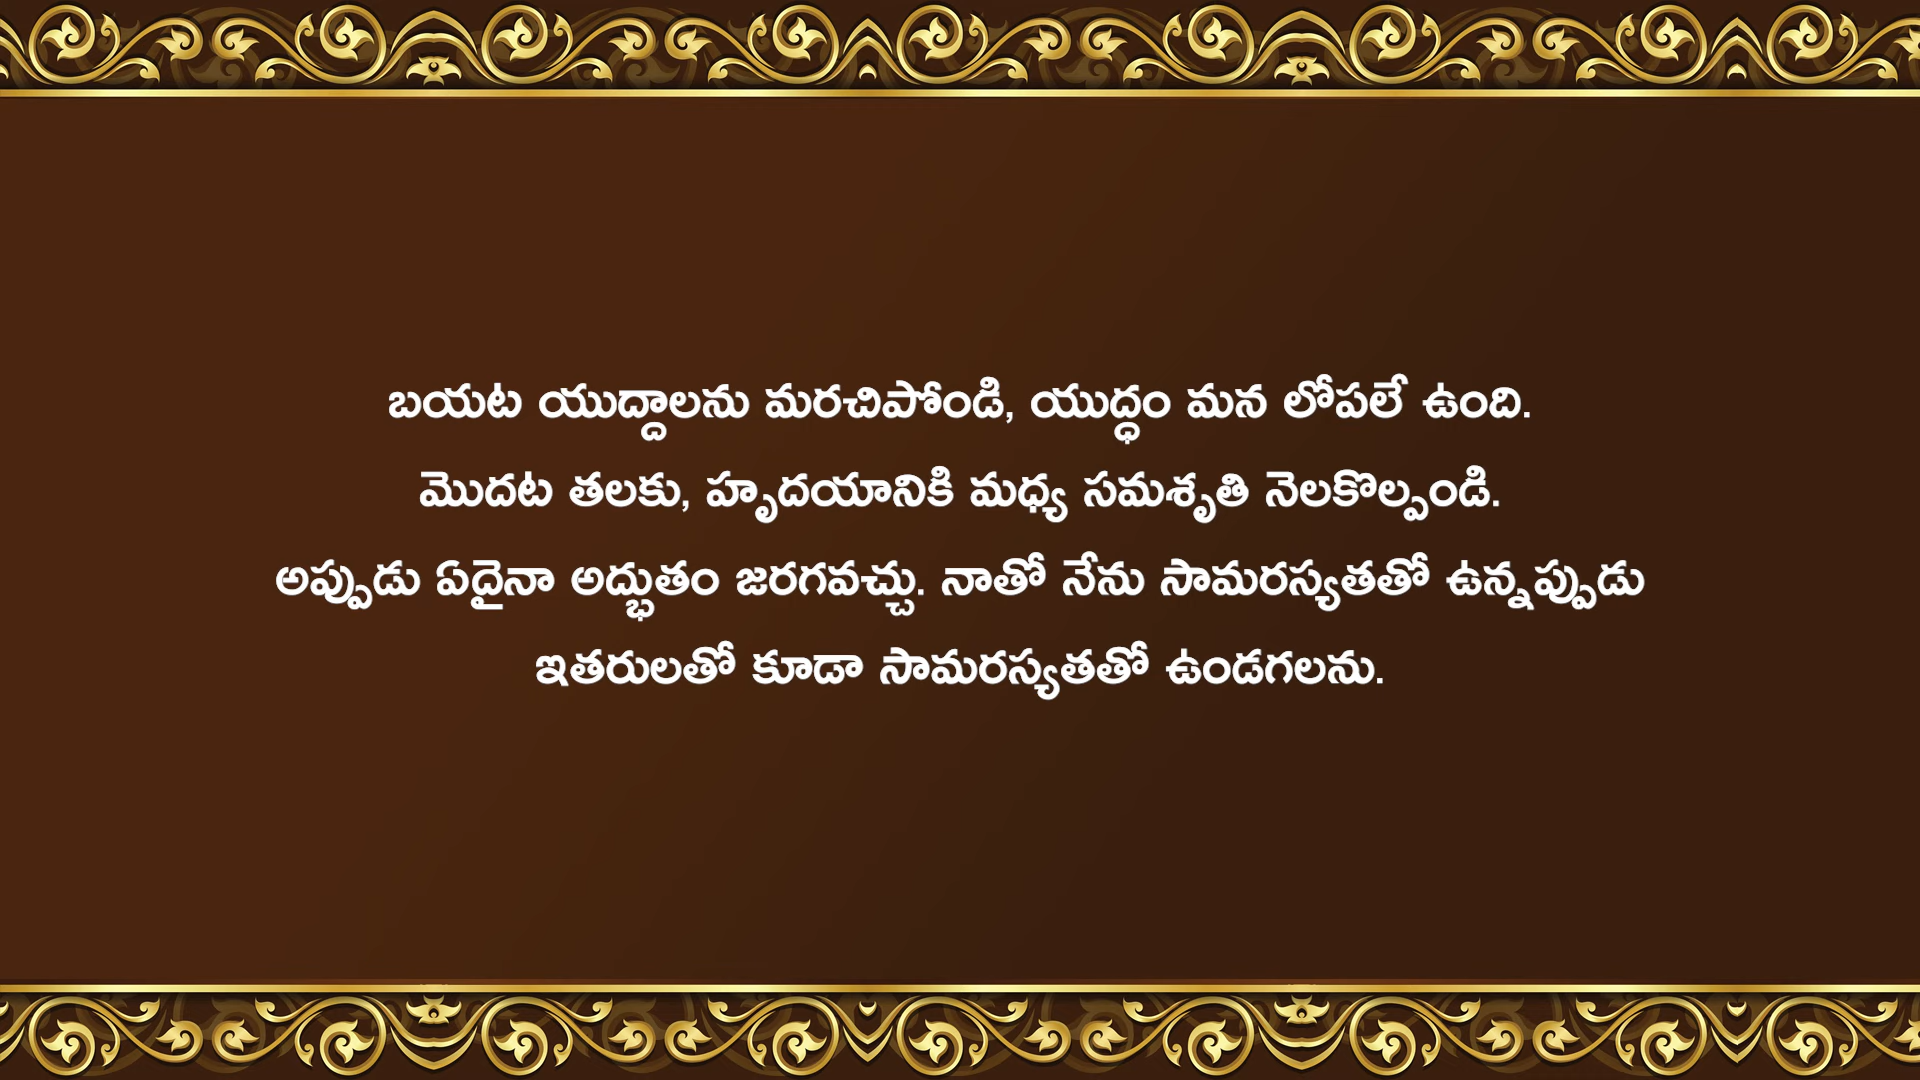 బయట యుద్దాలను మరచిపోండి, యుద్ధం మన లోపలే ఉంది.
మొదట తలకు, హృదయానికి మధ్య సమశృతి నెలకొల్పండి.
అప్పుడు ఏదైనా అద్భుతం జరగవచ్చు. నాతో నేను సామరస్యతతో ఉన్నప్పుడు
ఇతరులతో కూడా సామరస్యతతో ఉండగలను.